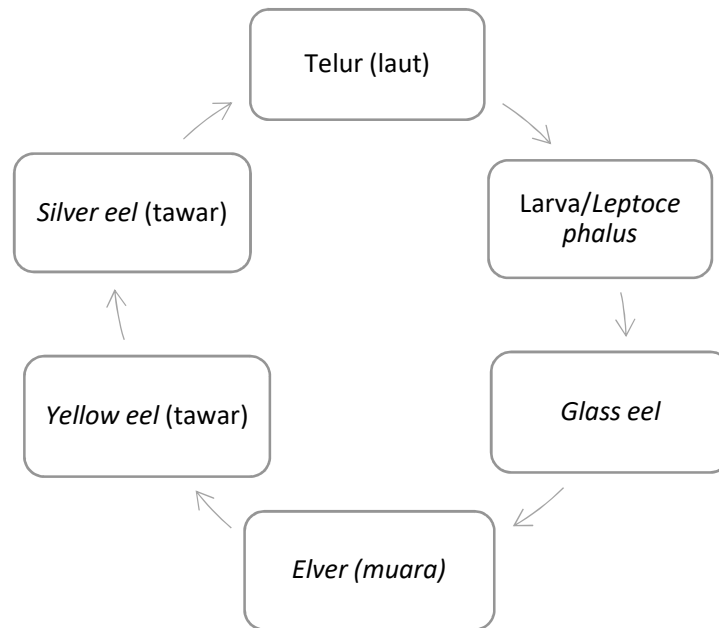 Telur (laut)
Larva/Leptoce
phalus
Glass eel
Elver (muara)
Yellow eel (tawar)
Silver eel (tawar)